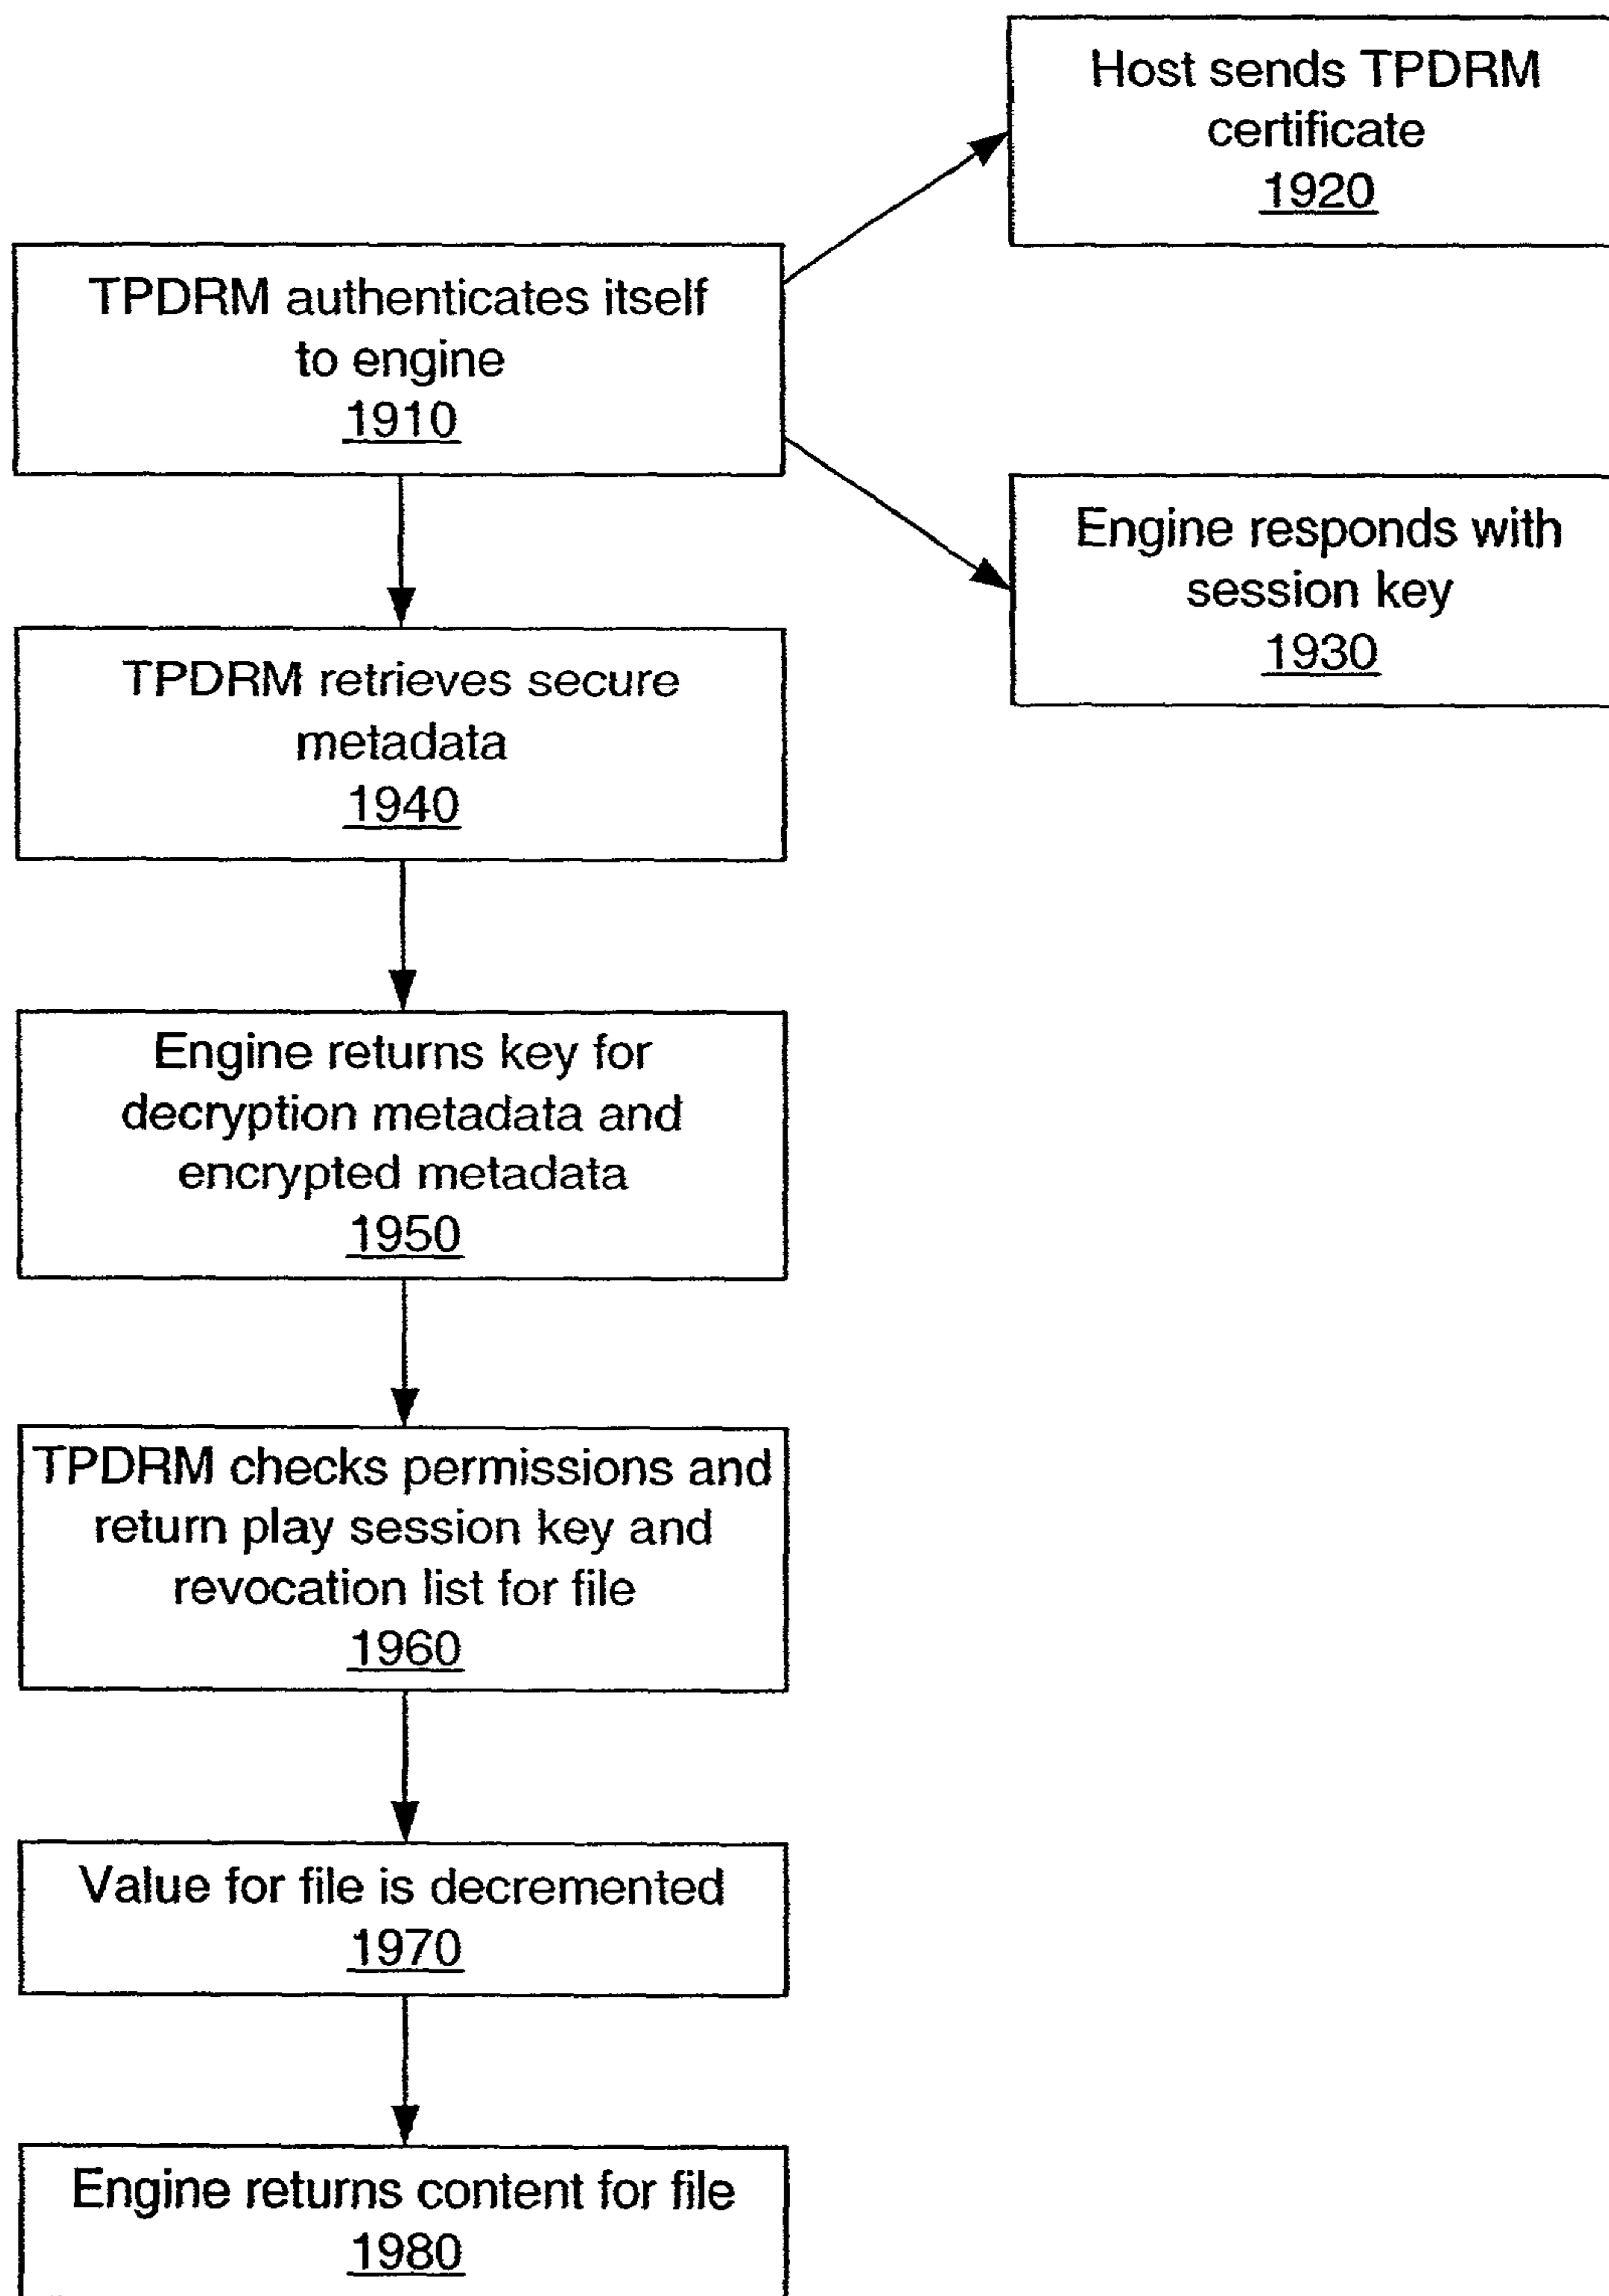 Host sends TPDRM
certificate
1920
TPDRM authenticates itself
to engine
1910
Engine responds with
session key
1930
TPDRM retrieves secure
metadata
1940
Engine returns key for
decryption metadata and
encrypted metadata
1950
TPDRM checks permissions and
return play session key and
revocation list for file
1960
Value for file is decremented
1970
Engine returns content for file
1980